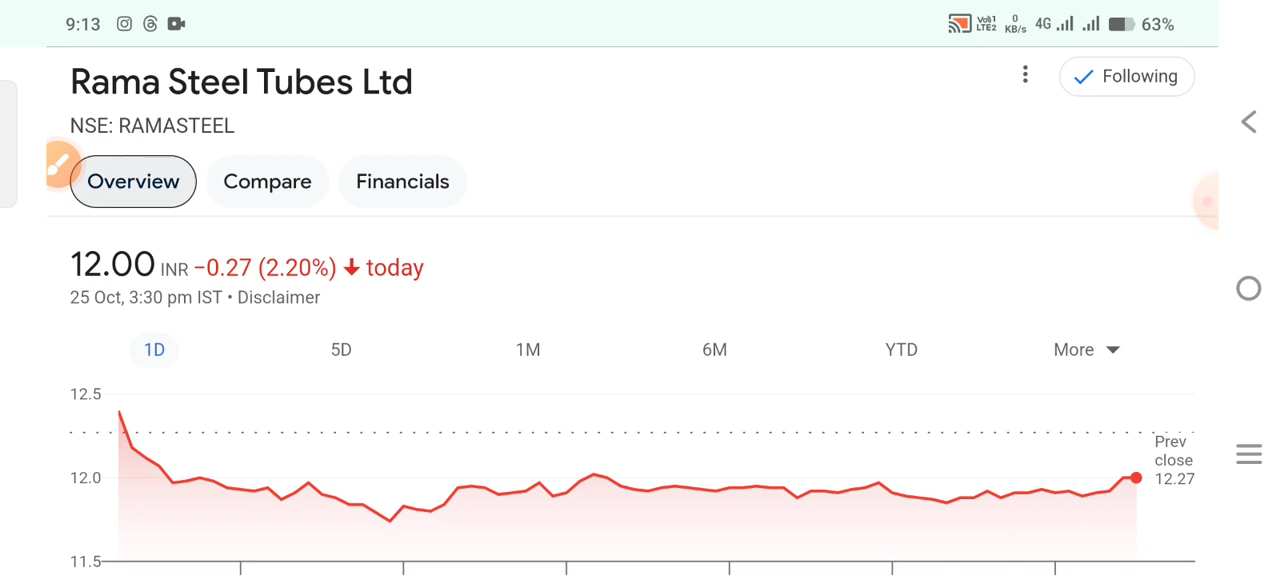 9:13 Vo)) 1 LTE2 0 KB/s 4G 63%
Rama Steel Tubes Ltd
Following
NSE: RAMASTEEL
Overview Compare Financials
12.00 INR −0.27 (2.20%) ↓ today
25 Oct, 3:30 pm IST • Disclaimer
1D 5D 1M 6M YTD More
12.5
Prev
close
12.27
12.0
11.5